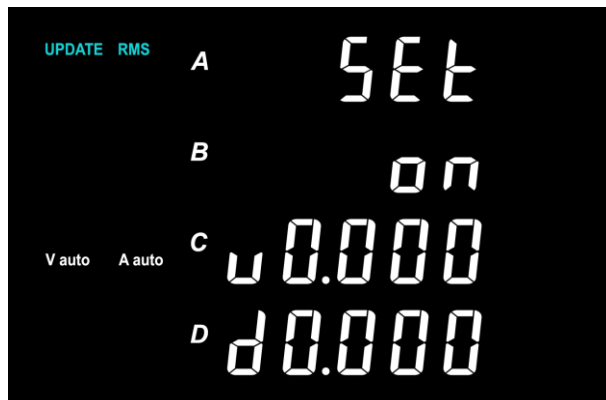 UPDATE RMS A SEt
B on
V auto A auto C u0.000
D d0.000